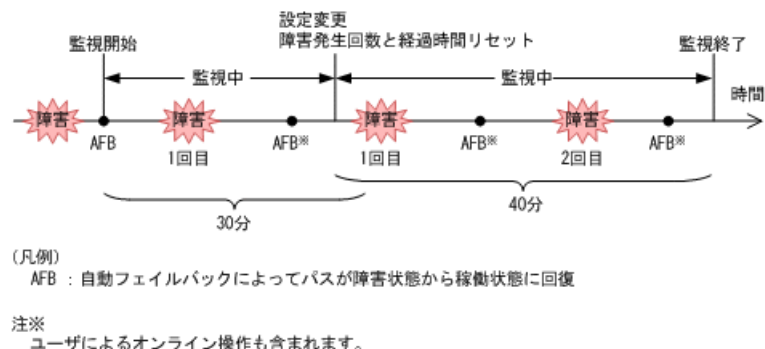 設定変更
障害発生回数と経過時間リセット
監視開始
監視終了
監視中
監視中
時間
障害
障害
障害
障害
AFB
1回目
AFB※
1回目
AFB※
2回目
AFB※
30分
40分
(凡例)
AFB : 自動フェイルバックによってパスが障害状態から稼働状態に回復
注※
ユーザによるオンライン操作も含まれます。